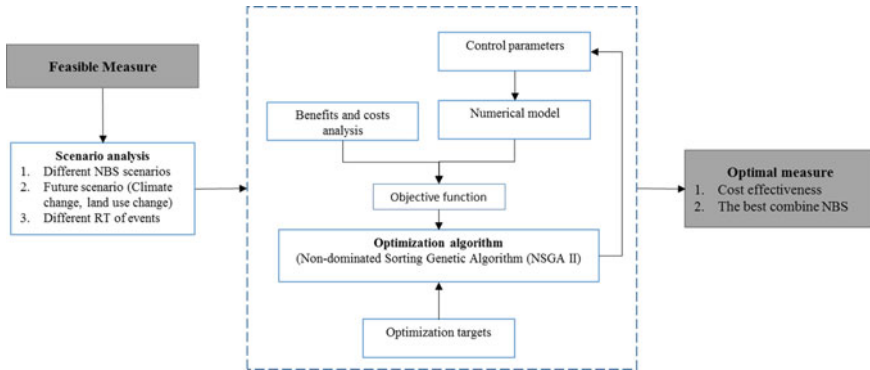 Feasible Measure
Scenario analysis
1. Different NBS scenarios
2. Future scenario (Climate
change, land use change)
3. Different RT of events
Control parameters
Benefits and costs
analysis
Numerical model
Objective function
Optimization algorithm
(Non-dominated Sorting Genetic Algorithm (NSGA II)
Optimization targets
Optimal measure
1. Cost effectiveness
2. The best combine NBS